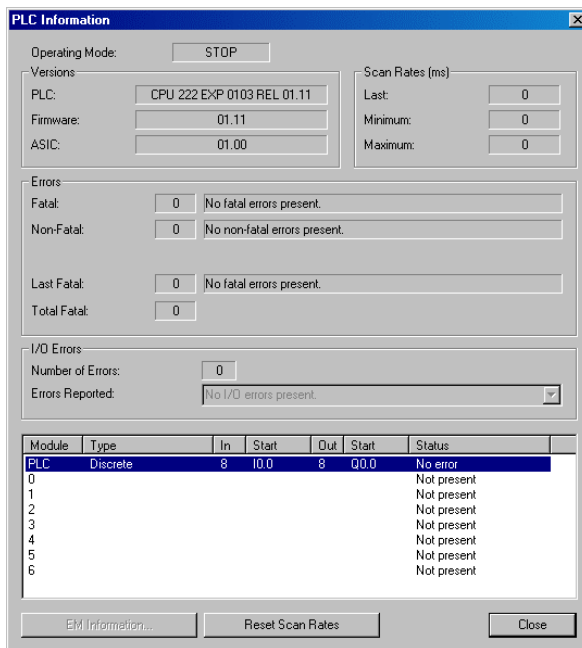 PLC Information
Operating Mode: STOP
Versions
PLC: CPU 222 EXP 0103 REL 01.11
Firmware: 01.11
ASIC: 01.00
Scan Rates (ms)
Last: 0
Minimum: 0
Maximum: 0
Errors
Fatal: 0 No fatal errors present.
Non-Fatal: 0 No non-fatal errors present.
Last Fatal: 0 No fatal errors present.
Total Fatal: 0
I/O Errors
Number of Errors: 0
Errors Reported: No I/O errors present.
Module Type In Start Out Start Status
PLC Discrete 8 I0.0 8 Q0.0 No error
0 Not present
1 Not present
2 Not present
3 Not present
4 Not present
5 Not present
6 Not present
EM Information... Reset Scan Rates Close